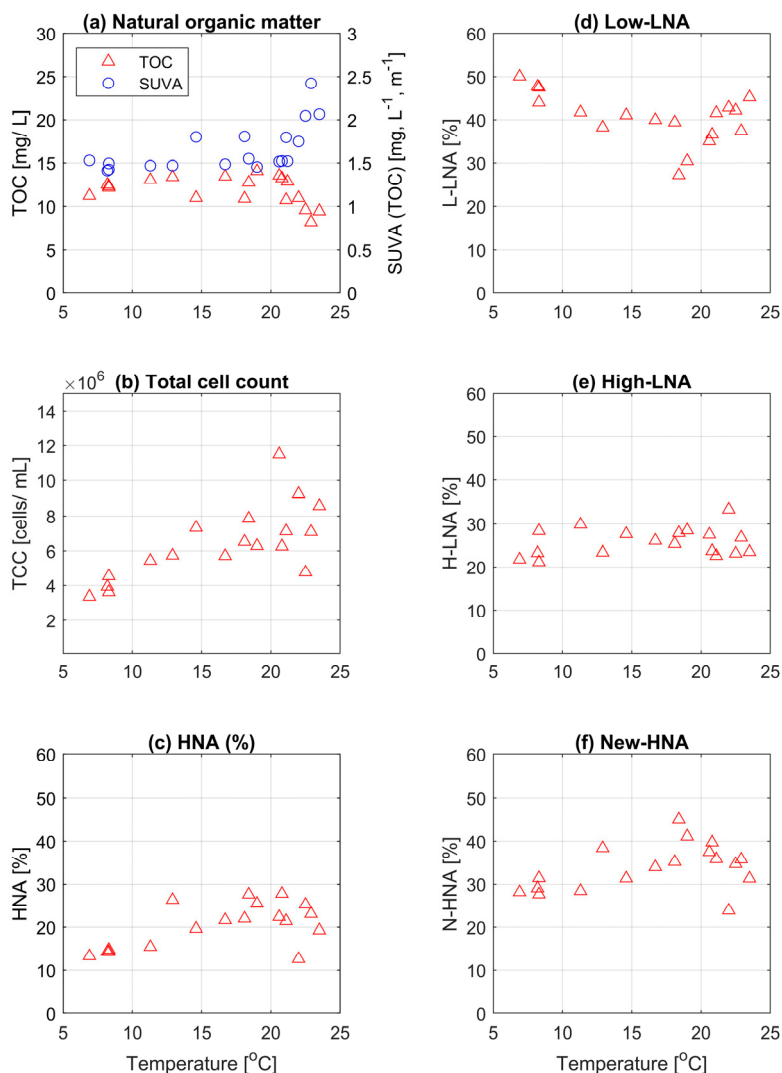 (a) Natural organic matter
30
25
20
15
10
5
0
TOC [mg/ L]
TOC
SUVA
3
2.5
2
1.5
1
0.5
0
SUVA (TOC) [mg, L⁻¹, m⁻¹]
5 10 15 20 25
(d) Low-LNA
60
50
40
30
20
10
0
L-LNA [%]
5 10 15 20 25
×10⁶
(b) Total cell count
14
12
10
8
6
4
2
TCC [cells/ mL]
5 10 15 20 25
(e) High-LNA
60
50
40
30
20
10
0
H-LNA [%]
5 10 15 20 25
(c) HNA (%)
60
50
40
30
20
10
0
HNA [%]
5 10 15 20 25
Temperature [°C]
(f) New-HNA
60
50
40
30
20
10
0
N-HNA [%]
5 10 15 20 25
Temperature [°C]